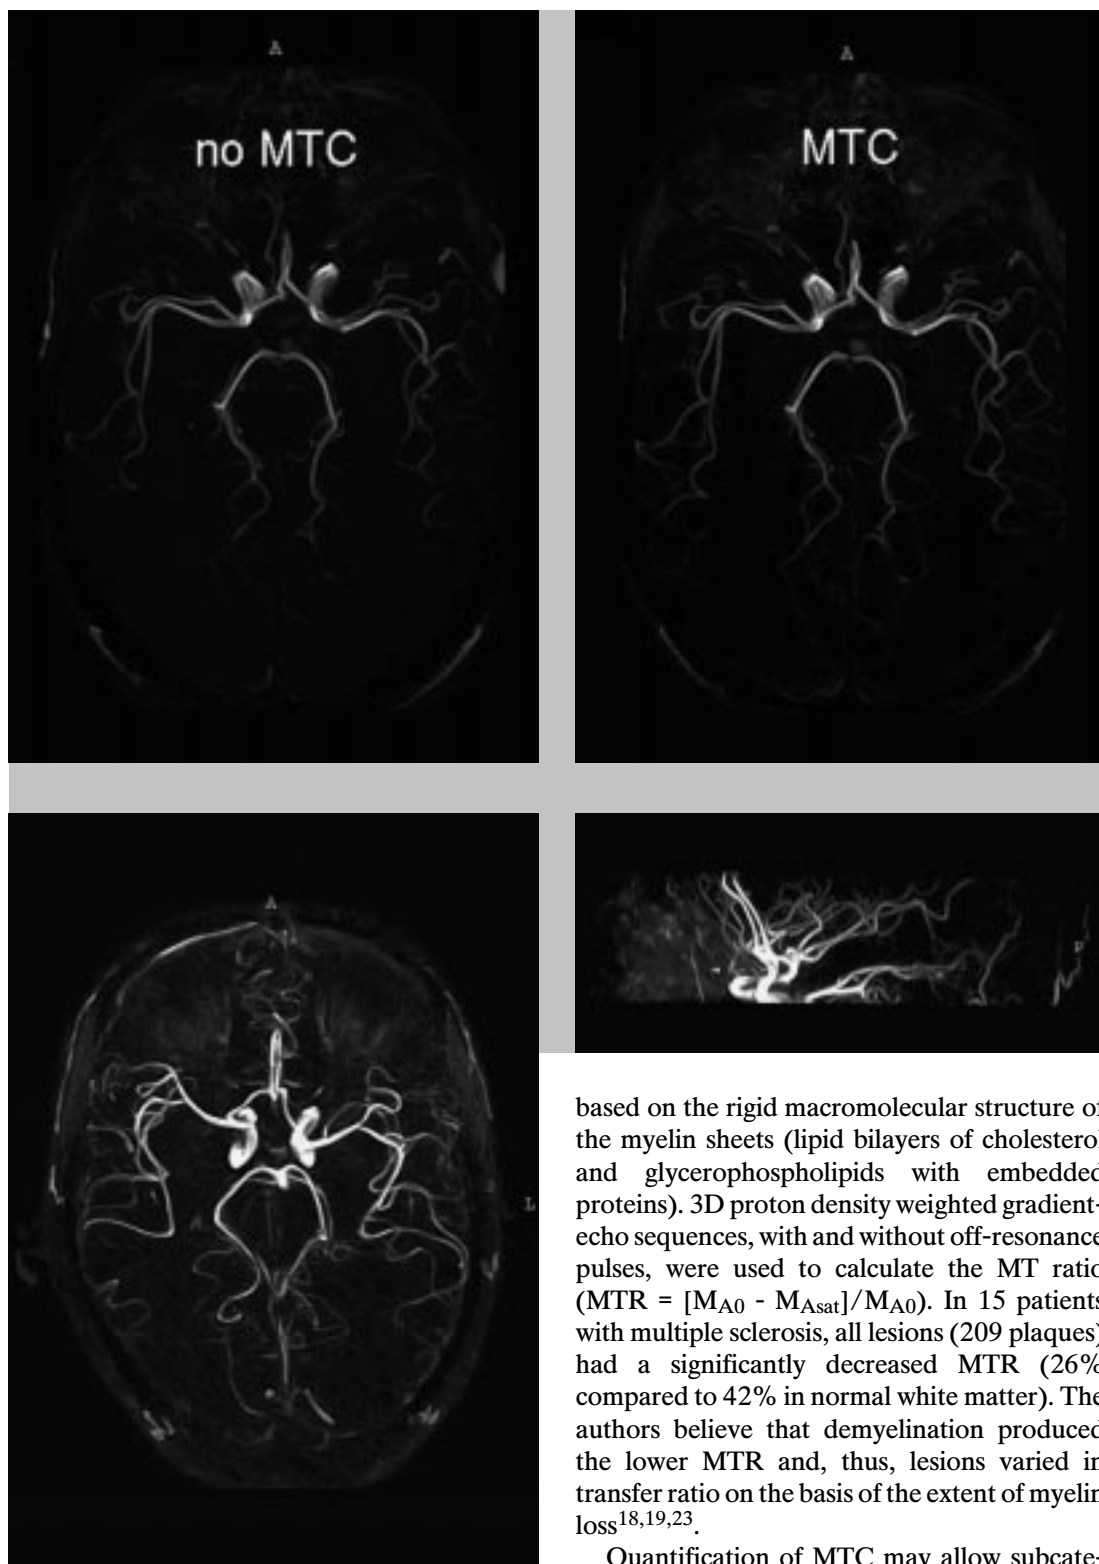 A
no MTC
A
MTC
A
L
A
P
based on the rigid macromolecular structure of
the myelin sheets (lipid bilayers of cholesterol
and glycerophospholipids with embedded
proteins). 3D proton density weighted gradient-
echo sequences, with and without off-resonance
pulses, were used to calculate the MT ratio
(MTR = [M_A0 - M_Asat]/M_A0). In 15 patients
with multiple sclerosis, all lesions (209 plaques)
had a significantly decreased MTR (26%
compared to 42% in normal white matter). The
authors believe that demyelination produced
the lower MTR and, thus, lesions varied in
transfer ratio on the basis of the extent of myelin
loss18,19,23.
Quantification of MTC may allow subcate-